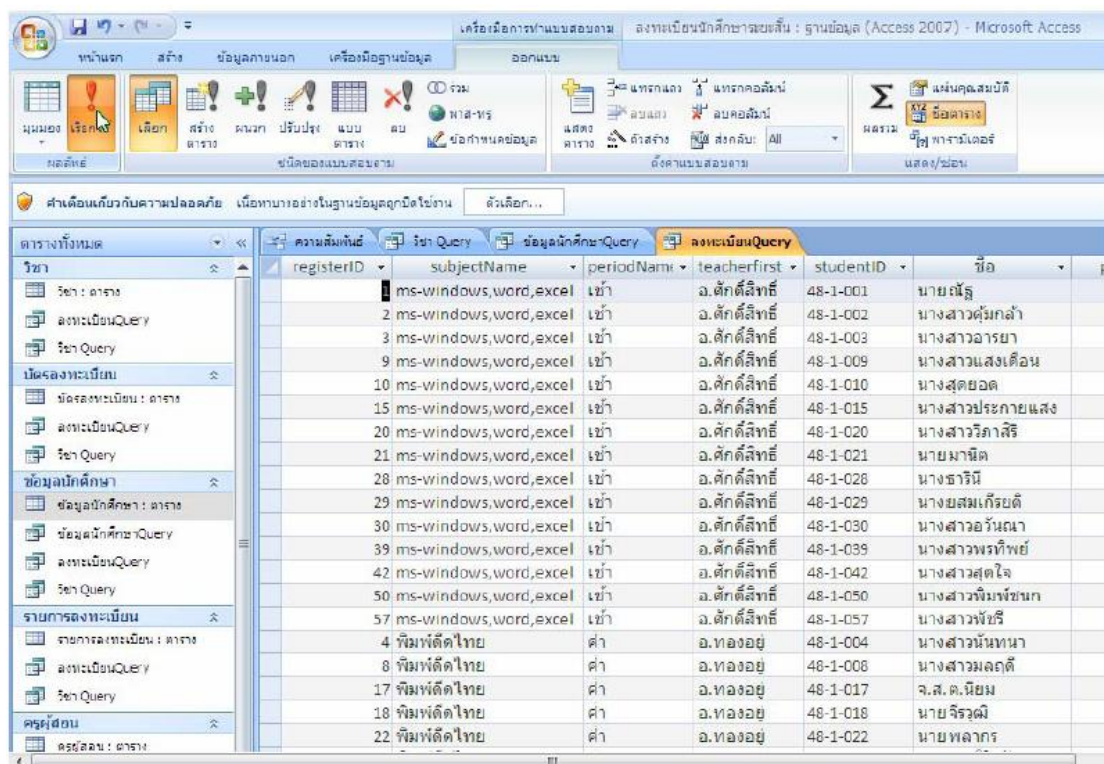 เครื่องมือการทำแบบสอบถาม ลงทะเบียนนักศึกษาระยะสั้น : ฐานข้อมูล (Access 2007) - Microsoft Access
หน้าแรก สร้าง ข้อมูลภายนอก เครื่องมือฐานข้อมูล ออกแบบ
มุมมอง เรียกใช้ เลือก สร้างตาราง ผนวก ปรับปรุง แบบตาราง ลบ
รวม
พาส-ทรู
ข้อกำหนดข้อมูล
แสดงตาราง
แทรกแถว แทรกคอลัมน์
ลบแถว ลบคอลัมน์
ตัวสร้าง ส่งกลับ: All
ผลรวม
แผ่นคุณสมบัติ
ชื่อตาราง
พารามิเตอร์
ผลลัพธ์ ชนิดของแบบสอบถาม ตั้งค่าแบบสอบถาม แสดง/ซ่อน
คำเตือนเกี่ยวกับความปลอดภัย เนื้อหาบางอย่างในฐานข้อมูลถูกปิดใช้งาน ตัวเลือก...
ตารางทั้งหมด
วิชา
วิชา : ตาราง
ลงทะเบียนQuery
วิชา Query
บัตรลงทะเบียน
บัตรลงทะเบียน : ตาราง
ลงทะเบียนQuery
วิชา Query
ข้อมูลนักศึกษา
ข้อมูลนักศึกษา : ตาราง
ข้อมูลนักศึกษาQuery
ลงทะเบียนQuery
วิชา Query
รายการลงทะเบียน
รายการลงทะเบียน : ตาราง
ลงทะเบียนQuery
วิชา Query
ครูผู้สอน
ครูผู้สอน : ตาราง
ความสัมพันธ์ วิชา Query ข้อมูลนักศึกษาQuery ลงทะเบียนQuery
registerID subjectName periodName teacherfirst studentID ชื่อ
1 ms-windows,word,excel เช้า อ.ศักดิ์สิทธิ์ 48-1-001 นายณัฐ
2 ms-windows,word,excel เช้า อ.ศักดิ์สิทธิ์ 48-1-002 นางสาวคุ้มกล้า
3 ms-windows,word,excel เช้า อ.ศักดิ์สิทธิ์ 48-1-003 นางสาวอารยา
9 ms-windows,word,excel เช้า อ.ศักดิ์สิทธิ์ 48-1-009 นางสาวแสงเดือน
10 ms-windows,word,excel เช้า อ.ศักดิ์สิทธิ์ 48-1-010 นางสุดยอด
15 ms-windows,word,excel เช้า อ.ศักดิ์สิทธิ์ 48-1-015 นางสาวประกายแสง
20 ms-windows,word,excel เช้า อ.ศักดิ์สิทธิ์ 48-1-020 นางสาววิภาสิริ
21 ms-windows,word,excel เช้า อ.ศักดิ์สิทธิ์ 48-1-021 นายมานิต
28 ms-windows,word,excel เช้า อ.ศักดิ์สิทธิ์ 48-1-028 นางธารินี
29 ms-windows,word,excel เช้า อ.ศักดิ์สิทธิ์ 48-1-029 นางยสมเกียรยติ
30 ms-windows,word,excel เช้า อ.ศักดิ์สิทธิ์ 48-1-030 นางสาวอวันณา
39 ms-windows,word,excel เช้า อ.ศักดิ์สิทธิ์ 48-1-039 นางสาวพรทิพย์
42 ms-windows,word,excel เช้า อ.ศักดิ์สิทธิ์ 48-1-042 นางสาวสุดใจ
50 ms-windows,word,excel เช้า อ.ศักดิ์สิทธิ์ 48-1-050 นางสาวพิมพ์ชนก
57 ms-windows,word,excel เช้า อ.ศักดิ์สิทธิ์ 48-1-057 นางสาวพัชรี
4 พิมพ์ดีดไทย ค่ำ อ.ทองอยู่ 48-1-004 นางสาวนันทนา
8 พิมพ์ดีดไทย ค่ำ อ.ทองอยู่ 48-1-008 นางสาวมลฤดี
17 พิมพ์ดีดไทย ค่ำ อ.ทองอยู่ 48-1-017 จ.ส.ต.นิยม
18 พิมพ์ดีดไทย ค่ำ อ.ทองอยู่ 48-1-018 นายจีรวุฒิ
22 พิมพ์ดีดไทย ค่ำ อ.ทองอยู่ 48-1-022 นายพลากร